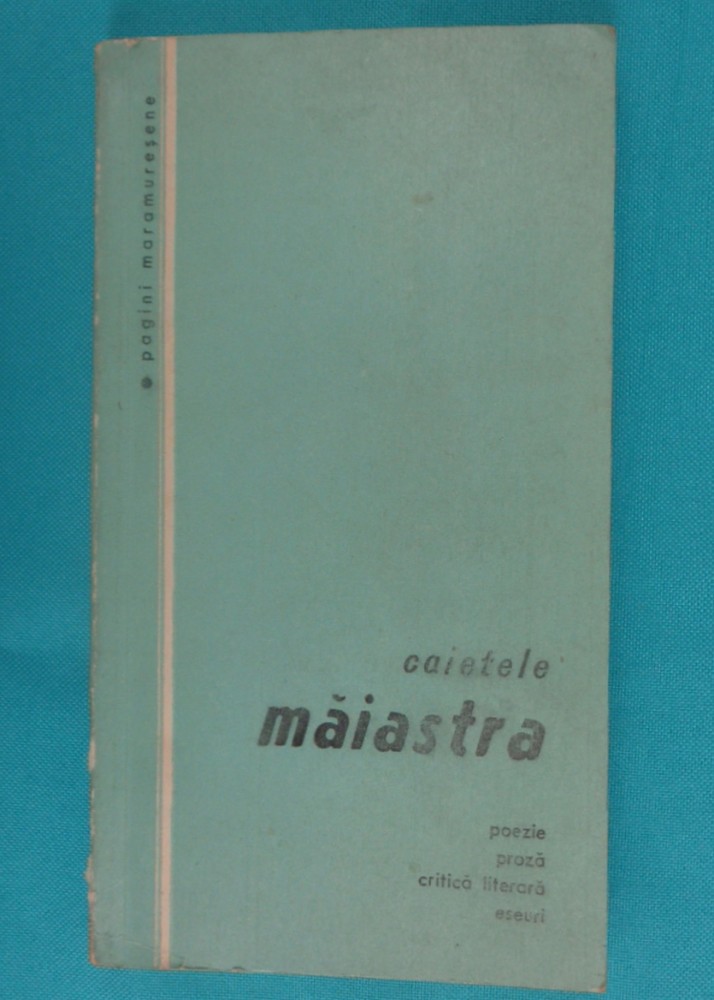 • pagini maramureșene
caietele
măiastra
poezie
proză
critică literară
eseuri